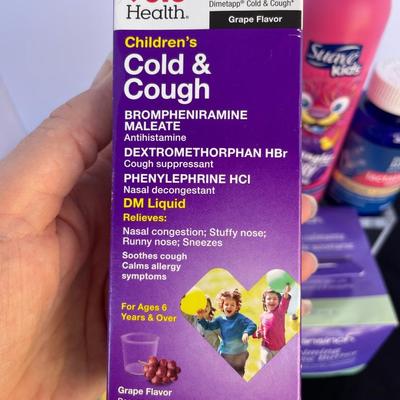 Health®
Dimetapp® Cold & Cough*
Grape Flavor
Children's
Cold &
Cough
BROMPHENIRAMINE
MALEATE
Antihistamine
DEXTROMETHORPHAN HBr
Cough suppressant
PHENYLEPHRINE HCl
Nasal decongestant
DM Liquid
Relieves:
Nasal congestion; Stuffy nose;
Runny nose; Sneezes
Soothes cough
Calms allergy
symptoms
For Ages 6
Years & Over
Grape Flavor
Suave
Kids